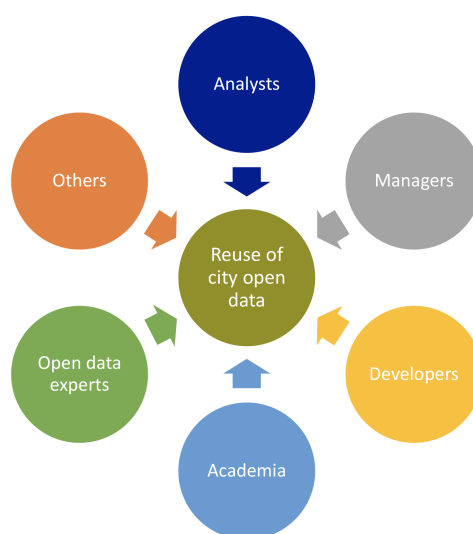 Analysts
Others
Managers
Reuse of
city open
data
Open data
experts
Developers
Academia